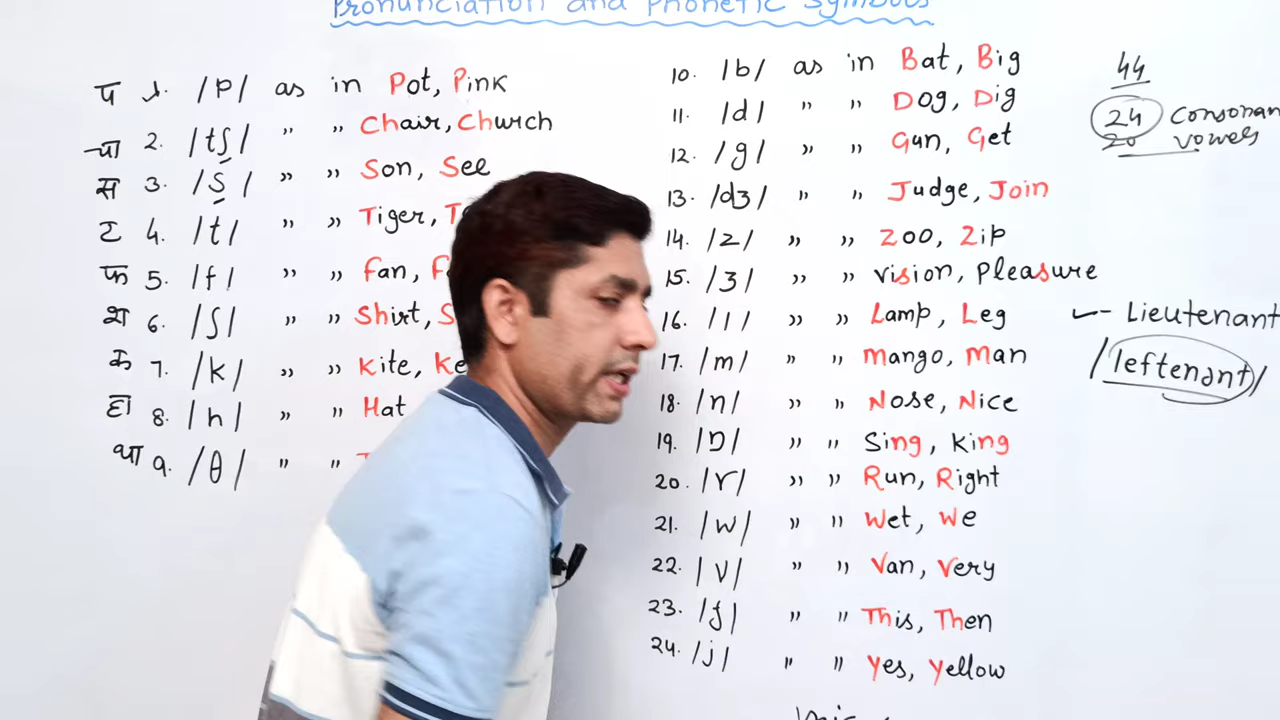 Pronunciation and Phonetic Symbols
प 1. /p/ as in Pot, Pink
2. /tʃ/ " " Chair, Church
स 3. /s/ " " Son, See
ट 4. /t/ " " Tiger,
फ 5. /f/ " " fan,
श 6. /ʃ/ " " Shirt,
क 7. /k/ " " Kite,
8. /h/ " " Hat
9. /θ/ " "
10. /b/ as in Bat, Big
11. /d/ " " Dog, Dig
12. /g/ " " Gun, Get
13. /dʒ/ " " Judge, Join
14. /z/ " " Zoo, Zip
15. /ʒ/ " " Vision, Pleasure
16. /l/ " " Lamp, Leg
17. /m/ " " Mango, Man
18. /n/ " " Nose, Nice
19. /ŋ/ " " Sing, King
20. /r/ " " Run, Right
21. /w/ " " Wet, We
22. /v/ " " Van, Very
23. /ʄ/ " " This, Then
24. /j/ " " Yes, Yellow
44
24 Consonan
20 vowels
- Lieutenant
/leftenant/